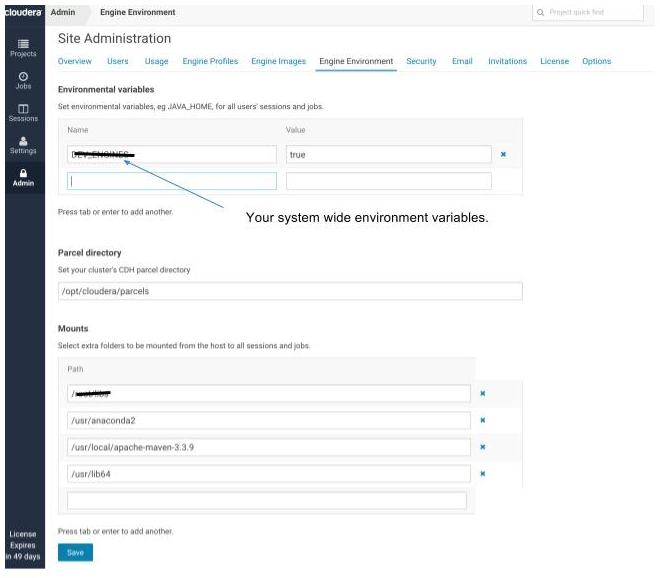 cloudera
Admin
Engine Environment
Project quick find
Site Administration
Overview
Users
Usage
Engine Profiles
Engine Images
Engine Environment
Security
Email
Invitations
License
Options
Projects
Jobs
Sessions
Settings
Admin
Environmental variables
Set environmental variables, eg JAVA_HOME, for all users' sessions and jobs.
Name
Value
true
Press tab or enter to add another.
Your system wide environment variables.
Parcel directory
Set your cluster's CDH parcel directory
/opt/cloudera/parcels
Mounts
Select extra folders to be mounted from the host to all sessions and jobs.
Path
/usr/anaconda2
/usr/local/apache-maven-3.3.9
/usr/lib64
Press tab or enter to add another.
Save
License
Expires
in 49 days